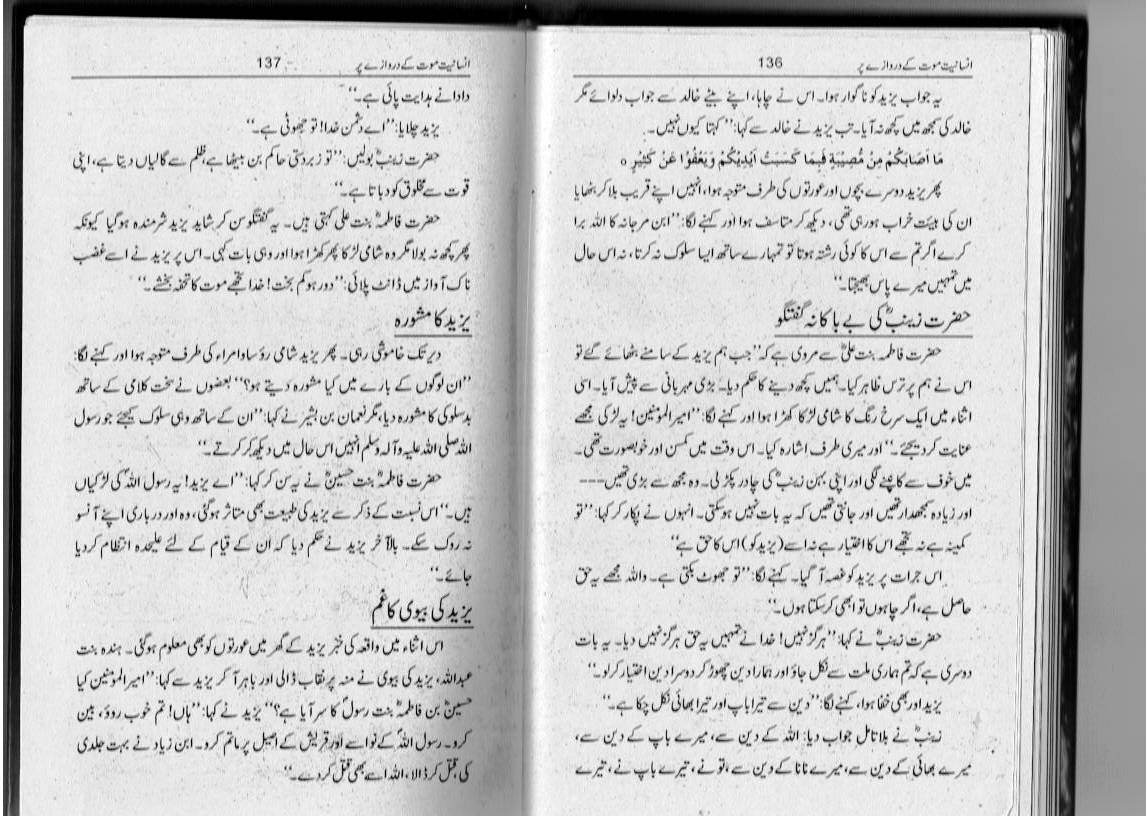 انسانیت موت کے دروازے پر 136
یہ جواب یزید کو ناگوار ہوا۔ اس نے چاہا، اپنے بیٹے خالد سے جواب دلوائے مگر
خالد کی سمجھ میں کچھ نہ آیا۔ تب یزید نے خالد سے کہا: ’’کہتا کیوں نہیں۔
مَا اَصَابَکُمْ مِنْ مُّصِیْبَةٍ فَبِمَا کَسَبَتْ اَیْدِیْکُمْ وَیَعْفُوْا عَنْ کَثِیْرٍ ہ
پھر یزید دوسرے بچوں اور عورتوں کی طرف متوجہ ہوا، انہیں اپنے قریب بلا کر بٹھایا
ان کی ہیئت خراب ہو رہی تھی، دیکھ کر متاسف ہوا اور کہنے لگا: ’’ابن مرجانہ کا اللہ برا
کرے اگر تم سے اس کا کوئی رشتہ ہوتا تو تمہارے ساتھ ایسا سلوک نہ کرتا، نہ اس حال
میں تمہیں میرے پاس بھیجتا۔‘‘
حضرت زینبؓ کی بے باکانہ گفتگو
حضرت فاطمہ بنت علیؓ سے مروی ہے کہ ’’جب ہم یزید کے سامنے بٹھائے گئے تو
اس نے ہم پر ترس ظاہر کیا۔ ہمیں کچھ دینے کا حکم دیا۔ بڑی مہربانی سے پیش آیا۔ اسی
اثناء میں ایک سرخ رنگ کا شامی لڑکا کھڑا ہوا اور کہنے لگا: ’’امیر المؤمنین! یہ لڑکی مجھے
عنایت کر دیجئے۔‘‘ اور میری طرف اشارہ کیا۔ اس وقت میں کمسن اور خوبصورت تھی۔
میں خوف سے کانپنے لگی اور اپنی بہن زینبؓ کی چادر پکڑ لی۔ وہ مجھ سے بڑی تھیں---
اور زیادہ سمجھدار تھیں اور جانتی تھیں کہ یہ بات نہیں ہو سکتی۔ انہوں نے پکار کر کہا: ’’تو
کمینہ ہے نہ تجھے اس کا اختیار ہے نہ اسے (یزید کو) اس کا حق ہے‘‘
اس جرات پر یزید کو غصہ آ گیا۔ کہنے لگا: ’’تو جھوٹ بکتی ہے۔ واللہ مجھے یہ حق
حاصل ہے، اگر چاہوں تو ابھی کر سکتا ہوں۔‘‘
حضرت زینبؓ نے کہا: ’’ہرگز نہیں! خدا نے تمہیں یہ حق ہرگز نہیں دیا۔ یہ بات
دوسری ہے کہ تم ہماری ملت سے نکل جاؤ اور ہمارا دین چھوڑ کر دوسرا دین اختیار کر لو۔‘‘
یزید اور بھی خفا ہوا، کہنے لگا: ’’دین سے تیرا باپ اور تیرا بھائی نکل چکا ہے۔‘‘
زینبؓ نے بلا تامل جواب دیا: اللہ کے دین سے، میرے باپ کے دین سے،
میرے بھائی کے دین سے، میرے نانا کے دین سے، تو نے، تیرے باپ نے، تیرے
انسانیت موت کے دروازے پر 137
دادا نے ہدایت پائی ہے۔‘‘
یزید چلایا: ’’اے دشمن خدا! تو جھوٹی ہے۔‘‘
حضرت زینبؓ بولیں: ’’تو زبردستی حاکم بن بیٹھا ہے، ظلم سے گالیاں دیتا ہے، اپنی
قوت سے مخلوق کو دباتا ہے۔‘‘
حضرت فاطمہؓ بنت علی کہتی ہیں۔ یہ گفتگو سن کر شاید یزید شرمندہ ہو گیا کیونکہ
پھر کچھ نہ بولا مگر وہ شامی لڑکا پھر کھڑا ہوا اور وہی بات کہی۔ اس پر یزید نے اسے غضب
ناک آواز میں ڈانٹ پلائی: ’’دور ہو کم بخت! خدا تجھے موت کا تحفہ بخشے۔‘‘
یزید کا مشورہ
دیر تک خاموشی رہی۔ پھر یزید شامی رؤسا و امراء کی طرف متوجہ ہوا اور کہنے لگا:
’’ان لوگوں کے بارے میں کیا مشورہ دیتے ہو؟‘‘ بعضوں نے سخت کلامی کے ساتھ
بدسلوکی کا مشورہ دیا، مگر نعمان بن بشیر نے کہا: ’’ان کے ساتھ وہی سلوک کیجئے جو رسول
اللہ صلی اللہ علیہ وآلہ وسلم انہیں اس حال میں دیکھ کر کرتے۔‘‘
حضرت فاطمہؓ بنت حسینؓ نے یہ سن کر کہا: ’’اے یزید! یہ رسول اللہ کی لڑکیاں
ہیں۔‘‘ اس نسبت کے ذکر سے یزید کی طبیعت بھی متاثر ہو گئی، وہ اور درباری اپنے آنسو
نہ روک سکے۔ بالآخر یزید نے حکم دیا کہ ان کے قیام کے لئے علیحدہ انتظام کر دیا
جائے۔‘‘
یزید کی بیوی کا غم
اس اثناء میں واقعہ کی خبر یزید کے گھر میں عورتوں کو بھی معلوم ہو گئی۔ ہندہ بنت
عبداللہ، یزید کی بیوی نے منہ پر نقاب ڈالی اور باہر آ کر یزید سے کہا: ’’امیر المؤمنین کیا
حسینؓ بن فاطمہؓ بنت رسولؐ کا سر آیا ہے؟‘‘ یزید نے کہا: ’’ہاں! تم خوب روؤ، بین
کرو۔ رسول اللہؐ کے نواسے اور قریش کے اصیل پر ماتم کرو۔ ابن زیاد نے بہت جلدی
کی، قتل کر ڈالا، اللہ اسے بھی قتل کر دے۔‘‘